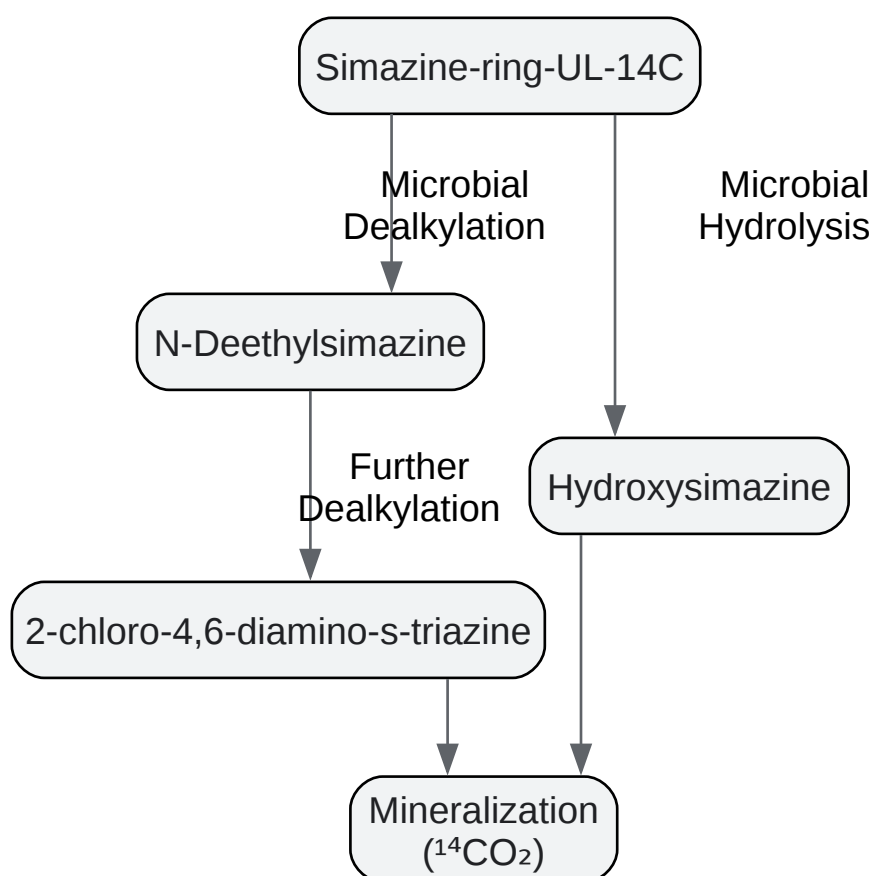 Simazine-ring-UL-14C
Microbial
Dealkylation
Microbial
Hydrolysis
N-Deethylsimazine
Further
Dealkylation
Hydroxysimazine
2-chloro-4,6-diamino-s-triazine
Mineralization
(¹⁴CO₂)